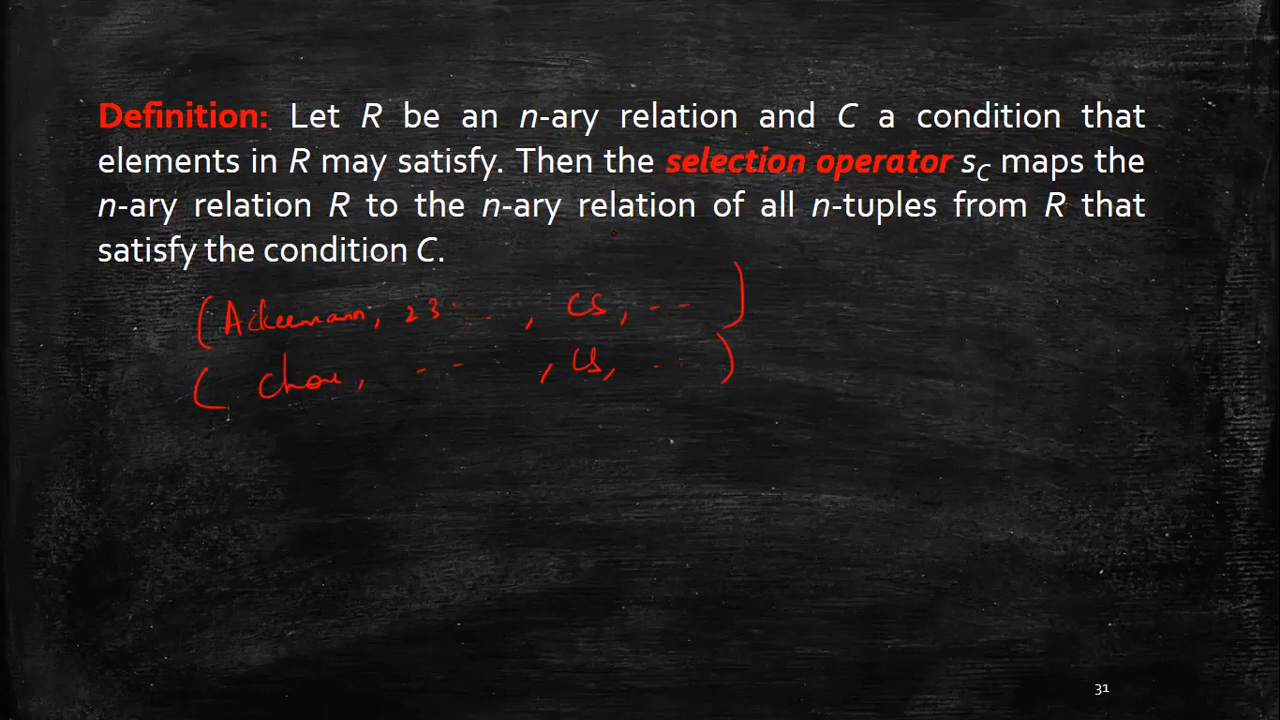 Definition: Let R be an n-ary relation and C a condition that
elements in R may satisfy. Then the selection operator s_C maps the
n-ary relation R to the n-ary relation of all n-tuples from R that
satisfy the condition C.
(Ackermann, 23 ..., CS, --)
( Chou, -- , CS, ... )
31